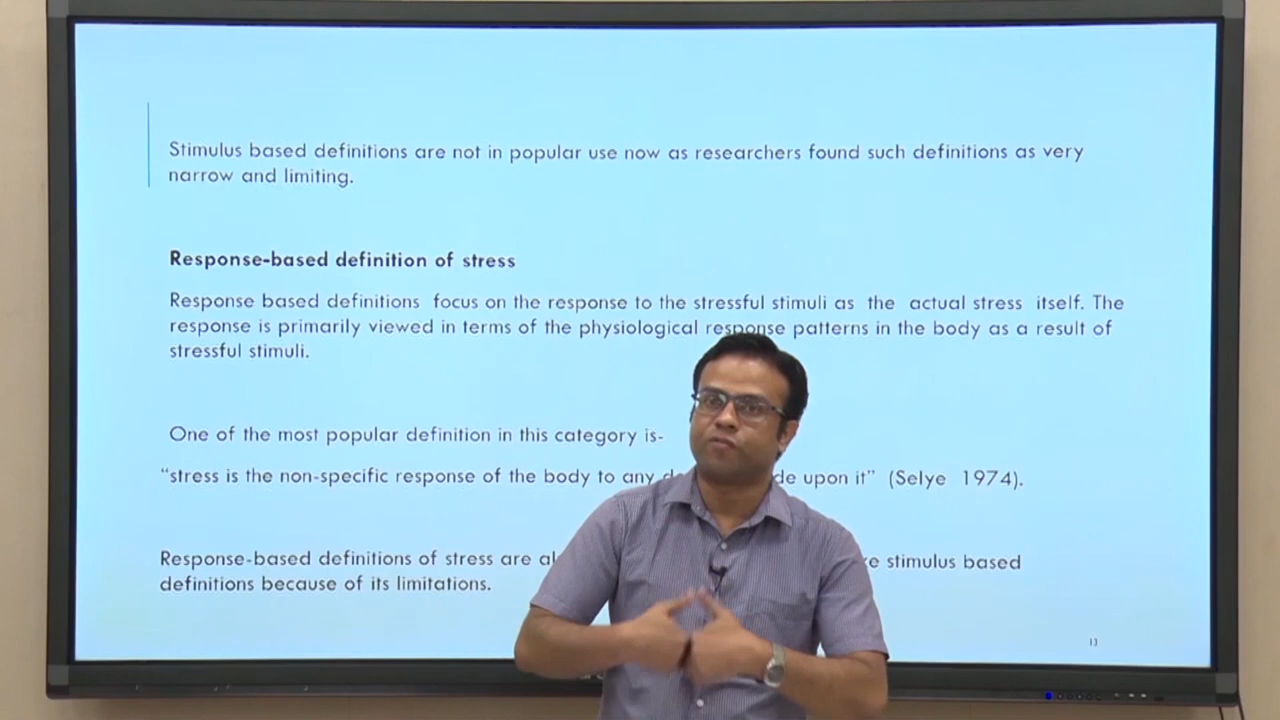 Stimulus based definitions are not in popular use now as researchers found such definitions as very
narrow and limiting.
Response-based definition of stress
Response based definitions focus on the response to the stressful stimuli as the actual stress itself. The
response is primarily viewed in terms of the physiological response patterns in the body as a result of
stressful stimuli.
One of the most popular definition in this category is-
“stress is the non-specific response of the body to any upon it” (Selye 1974).
Response-based definitions of stress are stimulus based
definitions because of its limitations.
13